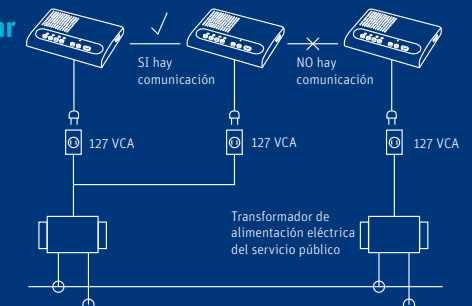 ar
SI hay
comunicación
NO hay
comunicación
127 VCA
127 VCA
127 VCA
Transformador de
alimentación eléctrica
del servicio público